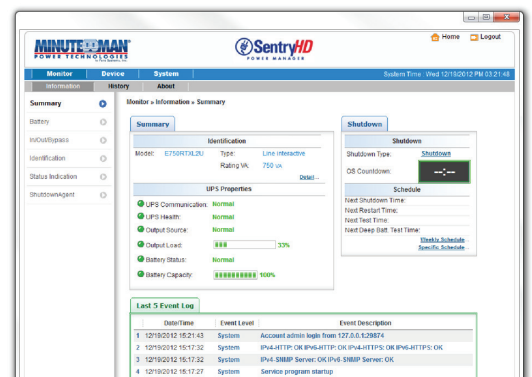 Home Logout
MINUTEMAN®
POWER TECHNOLOGIES
SentryHD
POWER MANAGER
Monitor Device System
System Time : Wed 12/19/2012 PM 03:21:48
Information History About
Summary
Battery
In/Out/Bypass
Identification
Status Indication
ShutdownAgent
Monitor » Information » Summary
Summary
Identification
Model: E750RTXL2U Type: Line Interactive
Rating VA: 750 VA
Detail...
UPS Properties
UPS Communication: Normal
UPS Health: Normal
Output Source: Normal
Output Load: 33%
Battery Status: Normal
Battery Capacity: 100%
Shutdown
Shutdown
Shutdown Type: Shutdown
OS Countdown: --:--
Schedule
Next Shutdown Time:
Next Restart Time:
Next Test Time:
Next Deep Batt. Test Time:
Weekly Schedule...
Specific Schedule...
Last 5 Event Log
Date/Time Event Level Event Description
1 12/19/2012 15:21:43 System Account admin login from 127.0.0.1:29874
2 12/19/2012 15:17:32 System IPv4-HTTP: OK IPv6-HTTP: OK IPv4-HTTPS: OK IPv6-HTTPS: OK
3 12/19/2012 15:17:32 System IPv4-SNMP Server: OK IPv6-SNMP Server: OK
4 12/19/2012 15:17:27 System Service program startup